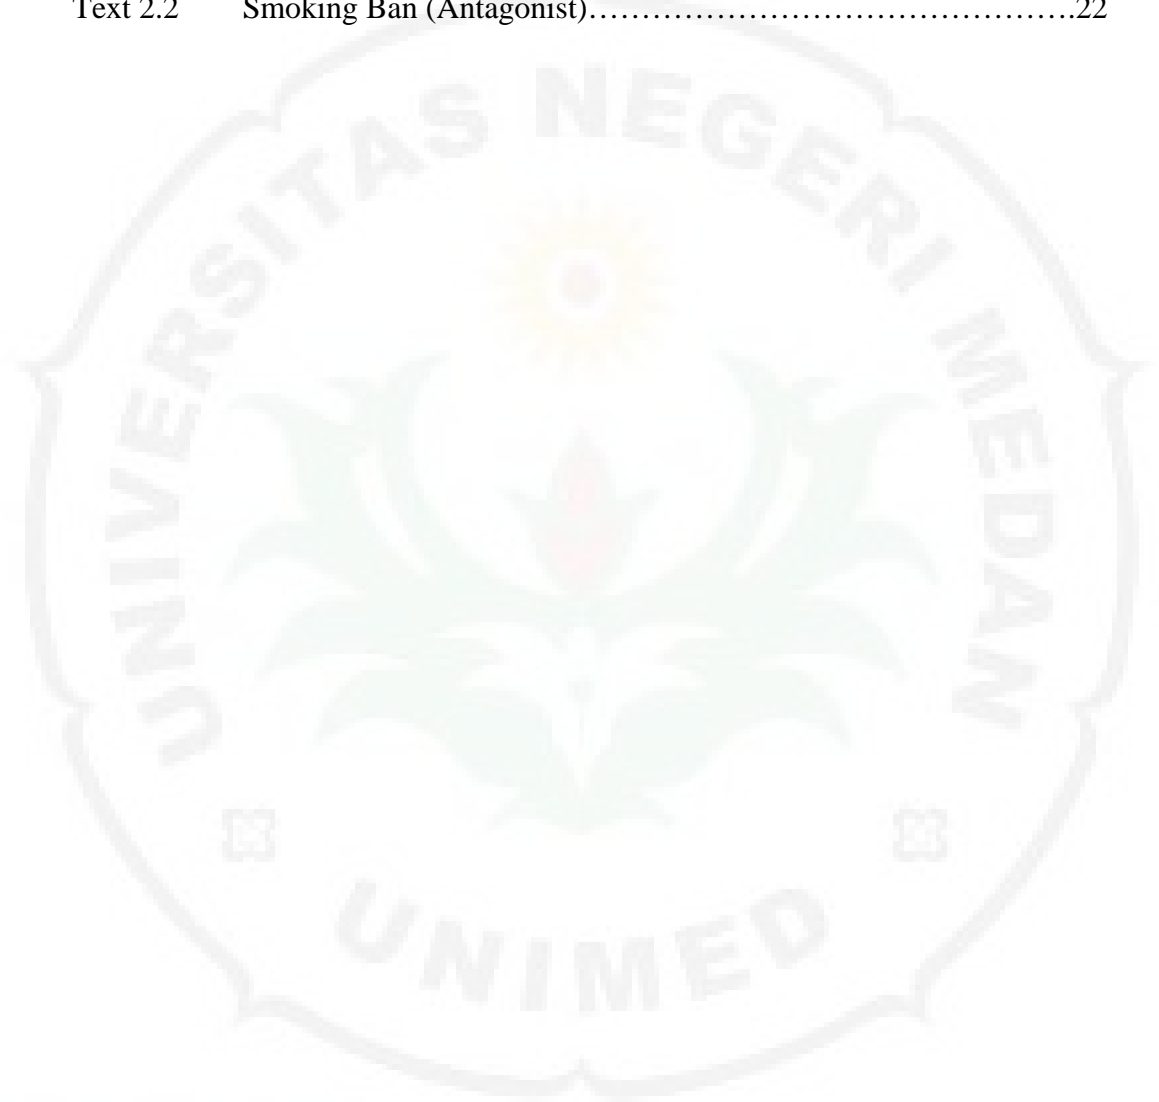 Text 2.2 Smoking Ban (Antagonist)……………………………………….22
UNIVERSITAS NEGERI MEDAN
UNIMED